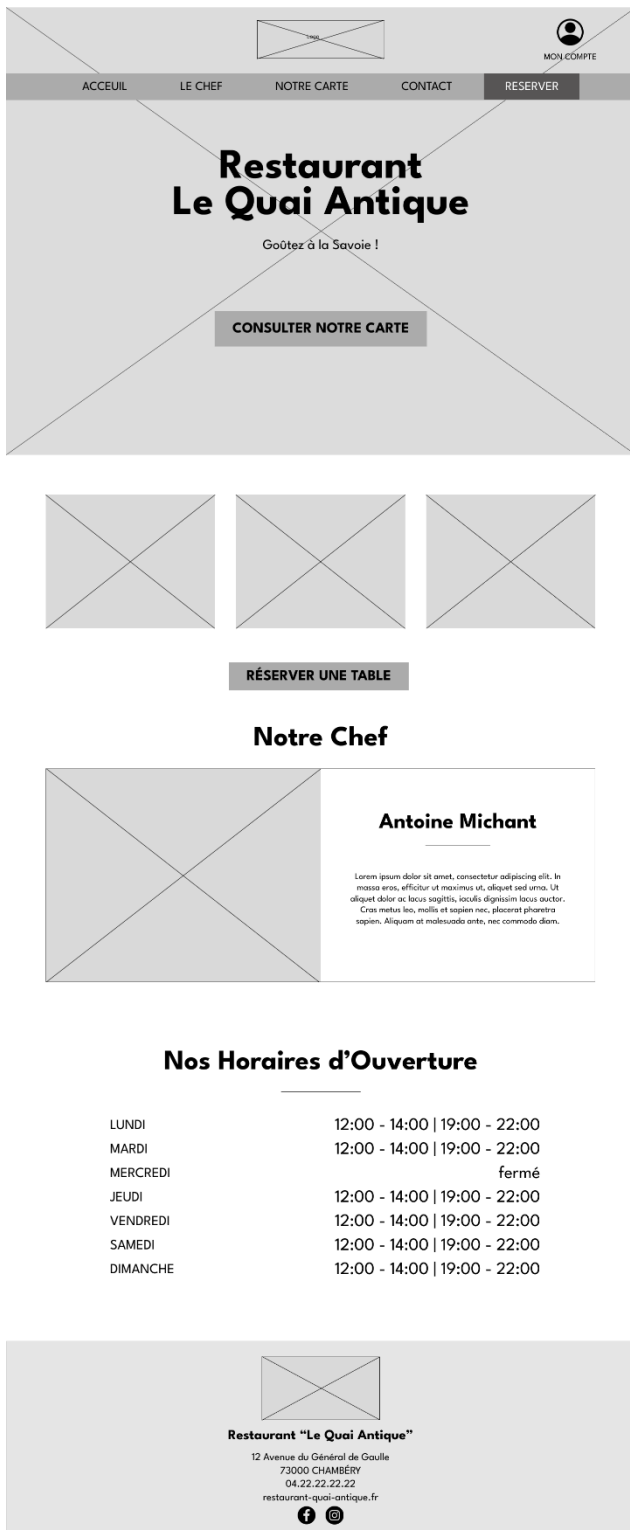 Logo
MON COMPTE
ACCEUIL LE CHEF NOTRE CARTE CONTACT RESERVER
Restaurant
Le Quai Antique
Goûtez à la Savoie !
CONSULTER NOTRE CARTE
RÉSERVER UNE TABLE
Notre Chef
Antoine Michant
Lorem ipsum dolor sit amet, consectetur adipiscing elit. In
massa eros, efficitur ut maximus ut, aliquet sed urna. Ut
aliquet dolor ac lacus sagittis, iaculis dignissim lacus auctor.
Cras metus leo, mollis et sapien nec, placerat pharetra
sapien. Aliquam at malesuada ante, nec commodo diam.
Nos Horaires d’Ouverture
LUNDI 12:00 - 14:00 | 19:00 - 22:00
MARDI 12:00 - 14:00 | 19:00 - 22:00
MERCREDI fermé
JEUDI 12:00 - 14:00 | 19:00 - 22:00
VENDREDI 12:00 - 14:00 | 19:00 - 22:00
SAMEDI 12:00 - 14:00 | 19:00 - 22:00
DIMANCHE 12:00 - 14:00 | 19:00 - 22:00
Restaurant “Le Quai Antique”
12 Avenue du Général de Gaulle
73000 CHAMBÉRY
04.22.22.22.22
restaurant-quai-antique.fr